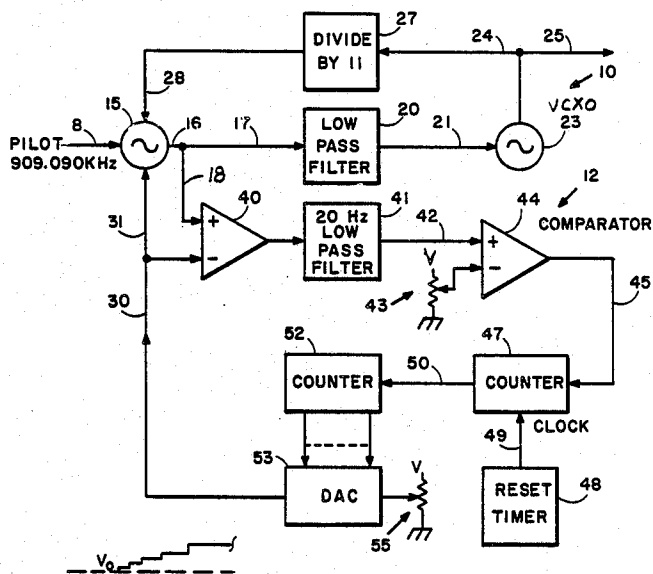 27
DIVIDE
BY 11
24
25
10
VCXO
28
15
8
PILOT
909.090KHz
16
17
20
LOW
PASS
FILTER
21
23
18
31
40
+
-
41
20 Hz
LOW
PASS
FILTER
42
V
43
12
44
COMPARATOR
+
-
45
30
52
COUNTER
50
47
COUNTER
CLOCK
49
53
DAC
V
55
RESET
TIMER
48
Vo